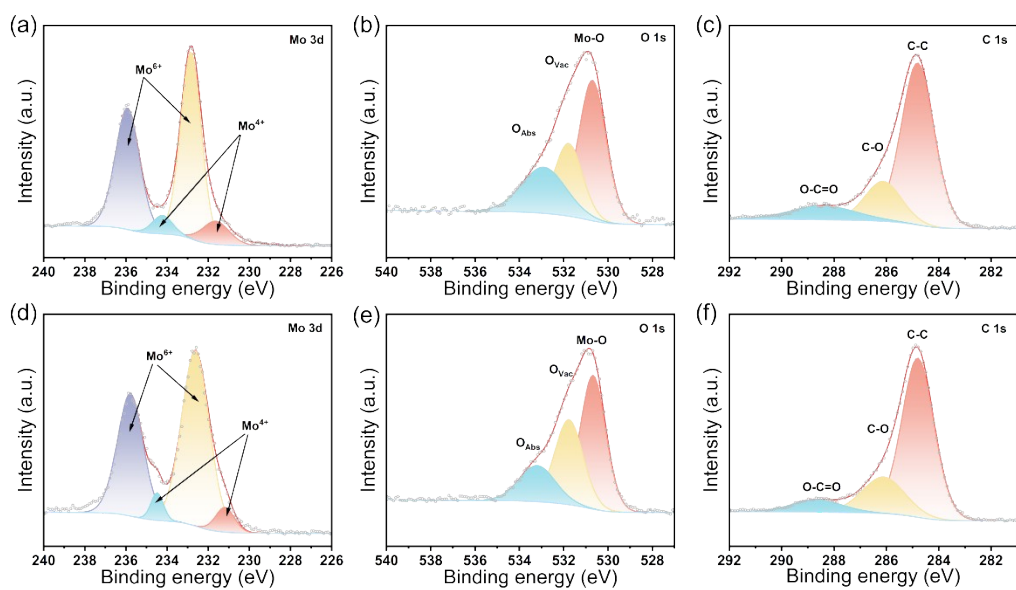 (a)
Mo 3d
Mo⁶⁺
Mo⁴⁺
Intensity (a.u.)
240 238 236 234 232 230 228 226
Binding energy (eV)
(b)
O 1s
Mo-O
O_Vac
O_Abs
Intensity (a.u.)
540 538 536 534 532 530 528
Binding energy (eV)
(c)
C 1s
C-C
C-O
O-C=O
Intensity (a.u.)
292 290 288 286 284 282
Binding energy (eV)
(d)
Mo 3d
Mo⁶⁺
Mo⁴⁺
Intensity (a.u.)
240 238 236 234 232 230 228 226
Binding energy (eV)
(e)
O 1s
Mo-O
O_Vac
O_Abs
Intensity (a.u.)
540 538 536 534 532 530 528
Binding energy (eV)
(f)
C 1s
C-C
C-O
O-C=O
Intensity (a.u.)
292 290 288 286 284 282
Binding energy (eV)